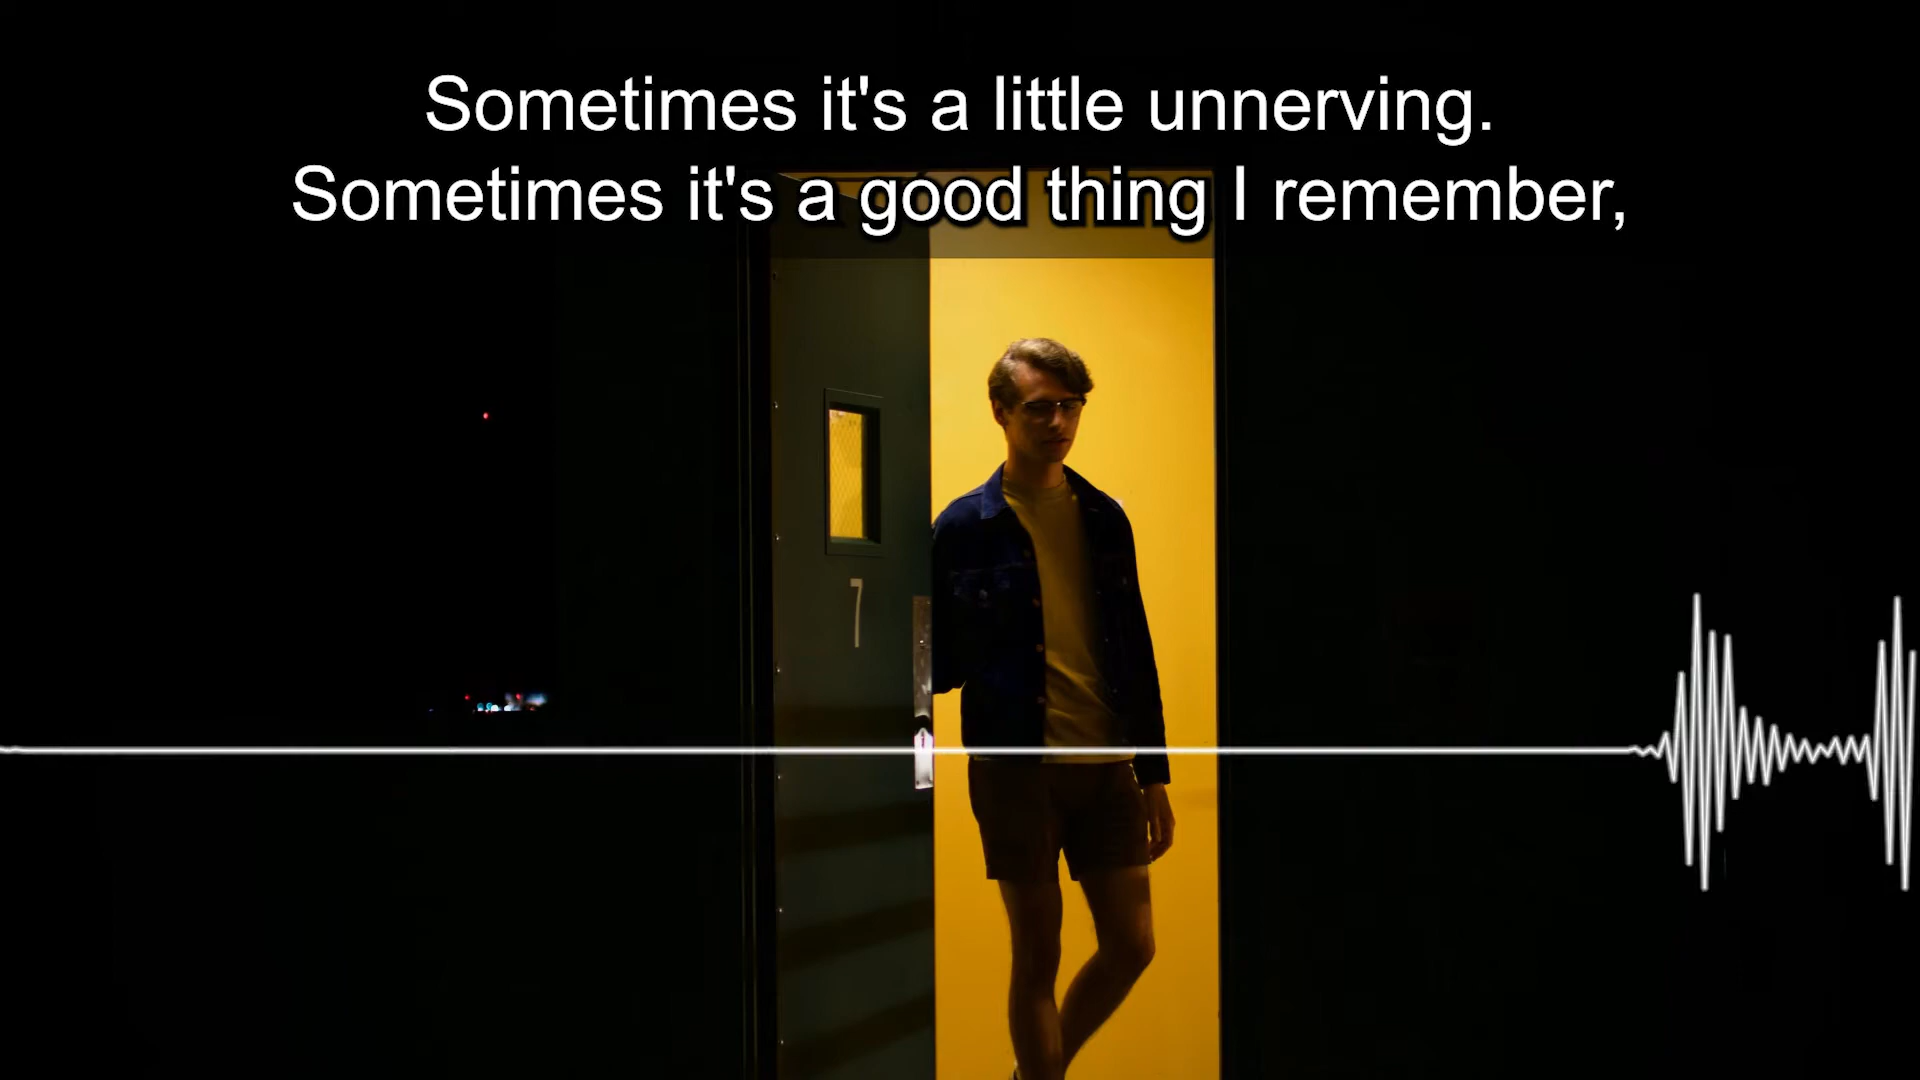 Sometimes it's a little unnerving.
Sometimes it's a good thing I remember,
7